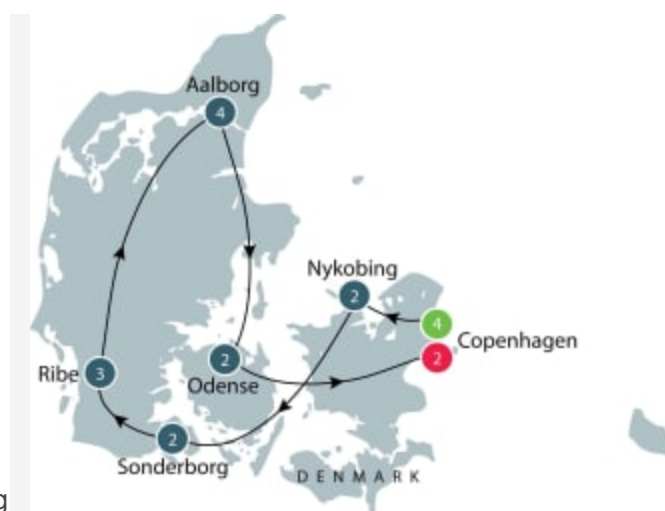 Aalborg
4
Nykobing
2
4
Copenhagen
2
Ribe
3
2
Odense
2
Sonderborg
DENMARK
g